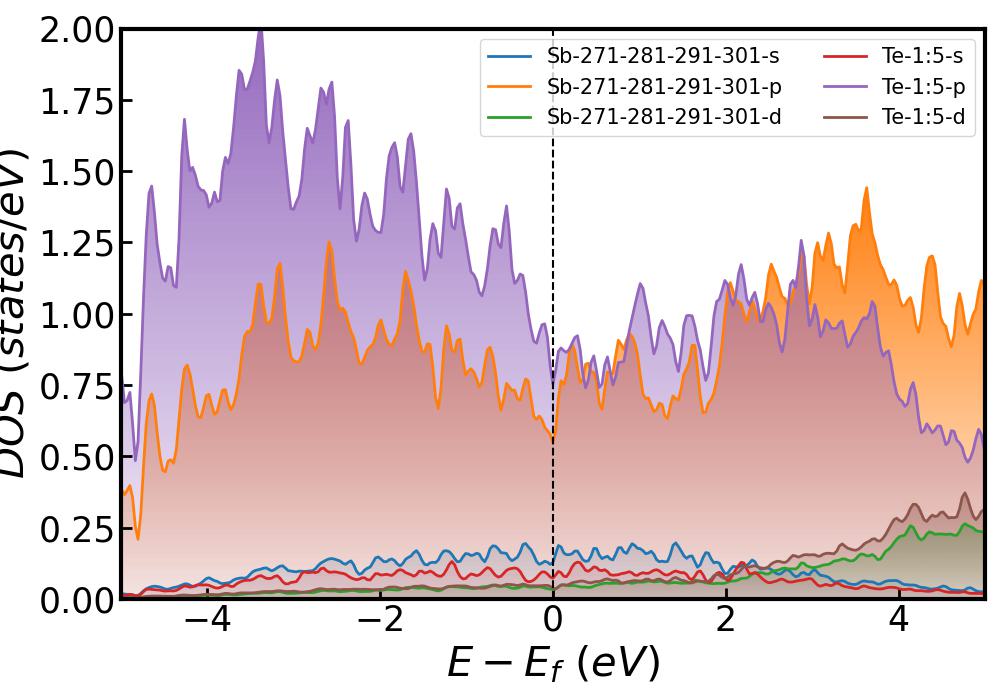 2.00
1.75
1.50
1.25
1.00
0.75
0.50
0.25
0.00
DOS (states/eV)
Sb-271-281-291-301-s
Sb-271-281-291-301-p
Sb-271-281-291-301-d
Te-1:5-s
Te-1:5-p
Te-1:5-d
−4 −2 0 2 4
E − E_f (eV)